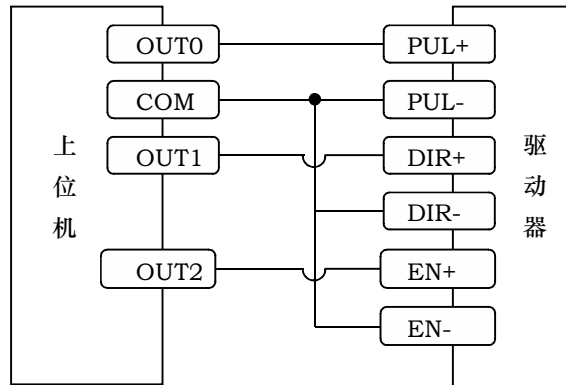 OUT0
PUL+
COM
PUL-
上位机
OUT1
DIR+
驱动器
DIR-
OUT2
EN+
EN-